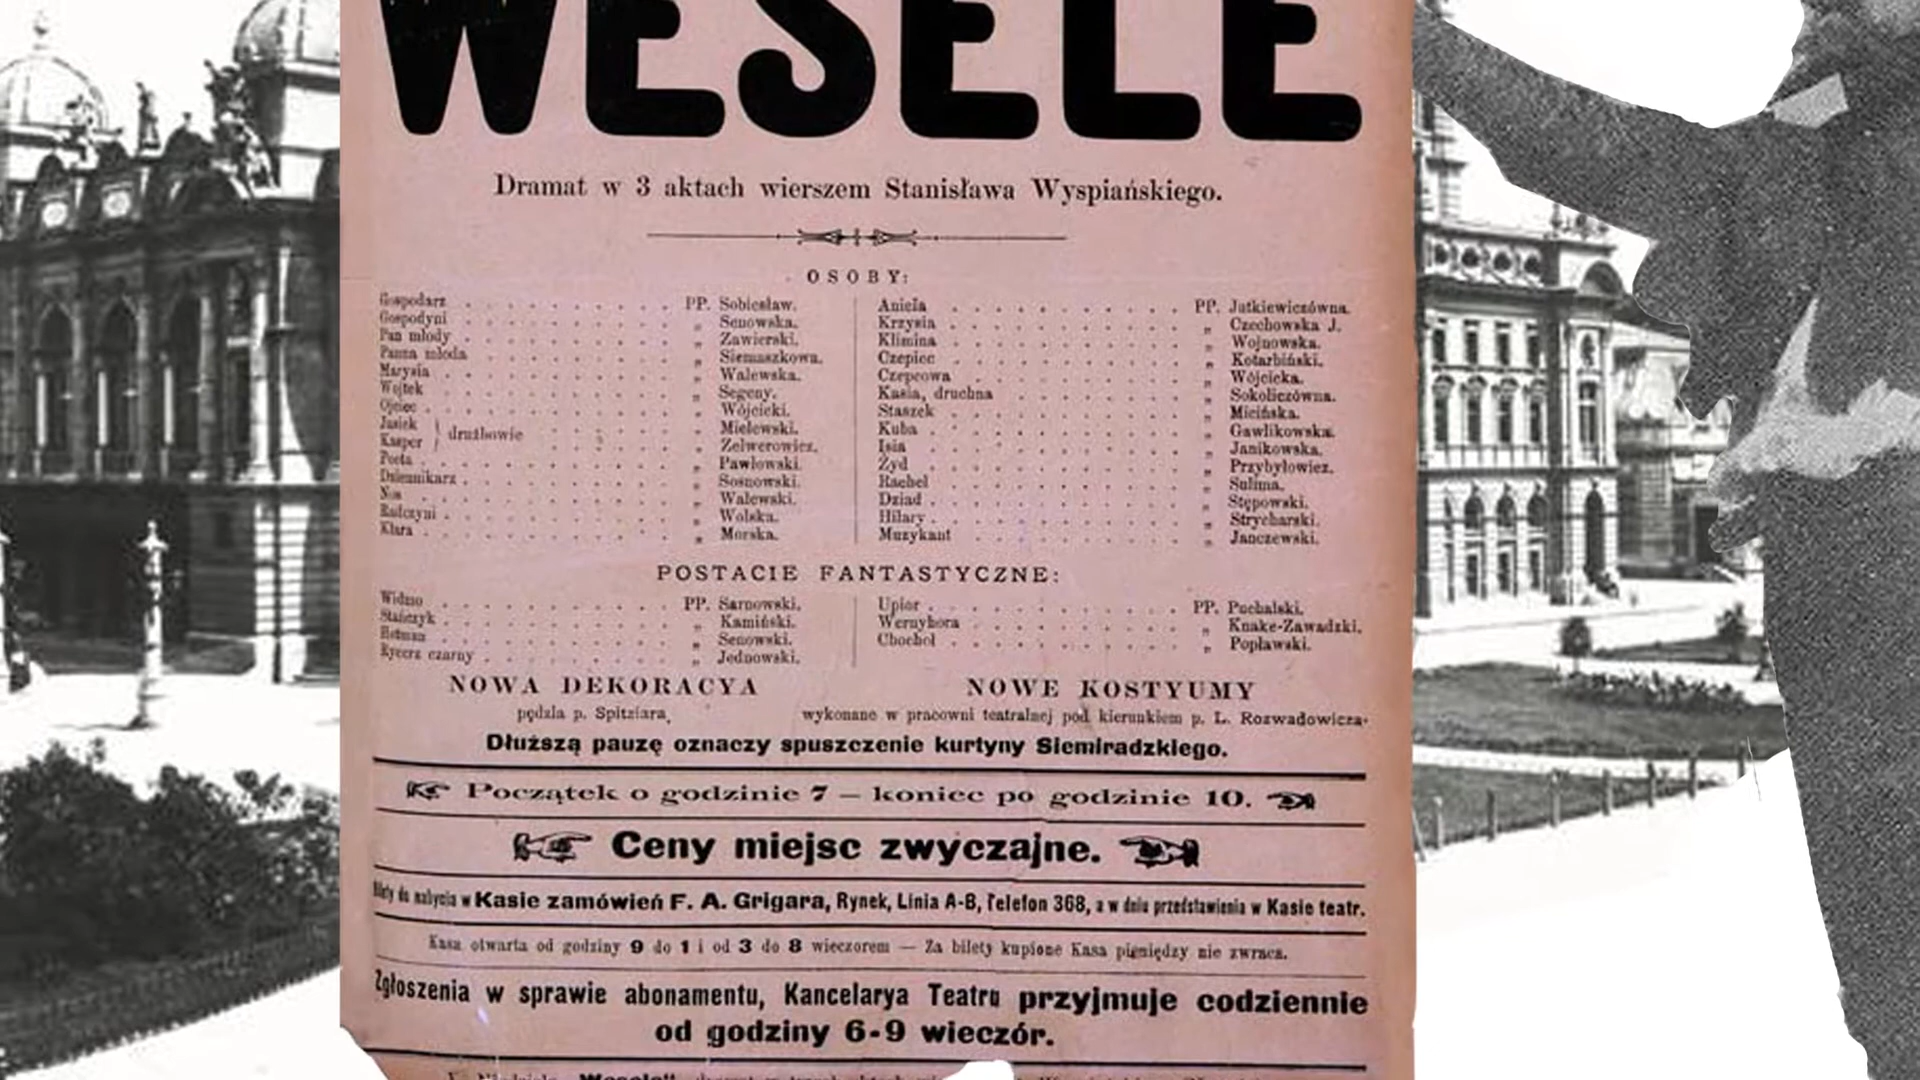 WESELE
Dramat w 3 aktach wierszem Stanisława Wyspiańskiego.
OSOBY:
Gospodarz . . . PP. Sobiesław.
Gospodyni . . . „ Senowska.
Pan młody . . . „ Zawierski.
Panna młoda . . . „ Siemaszkowa.
Marysia . . . „ Walewska.
Wojtek . . . „ Segeny.
Ojciec . . . „ Wójcicki.
Jasiek } drużbowie . . . „ Mielewski.
Kasper } . . . „ Zelwerowicz.
Poeta . . . „ Pawłowski.
Dziennikarz . . . „ Sosnowski.
Nos . . . „ Walewski.
Radczyni . . . „ Wolska.
Klara . . . „ Morska.
Aniela . . . PP. Jutkiewiczówna.
Krzysia . . . „ Czechowska J.
Klimina . . . „ Wojnowska.
Czepiec . . . „ Kotarbiński.
Czepcowa . . . „ Wójcicka.
Kasia, druchna . . . „ Sokoliczówna.
Staszek . . . „ Micińska.
Kuba . . . „ Gawlikowska.
Isia . . . „ Janikowska.
Żyd . . . „ Przybyłowicz.
Rachel . . . „ Sulima.
Dziad . . . „ Stępowski.
Hilary . . . „ Strycharski.
Muzykant . . . „ Janczewski.
POSTACIE FANTASTYCZNE:
Widmo . . . PP. Sarnowski.
Stańczyk . . . „ Kamiński.
Hetman . . . „ Senowski.
Rycerz czarny . . . „ Jednowski.
Upior . . . PP. Puchalski.
Wernyhora . . . „ Knake-Zawadzki.
Chochoł . . . „ Popławski.
NOWA DEKORACYA
pędzla p. Spitziara,
NOWE KOSTYUMY
wykonane w pracowni teatralnej pod kierunkiem p. L. Rozwadowicza.
Dłuższą pauzę oznaczy spuszczenie kurtyny Siemiradzkiego.
Początek o godzinie 7 — koniec po godzinie 10.
Ceny miejsc zwyczajne.
Bilety do nabycia w Kasie zamówień F. A. Grigara, Rynek, Linia A-B, Telefon 368, a w dniu przedstawienia w Kasie teatr.
Kasa otwarta od godziny 9 do 1 i od 3 do 8 wieczorem — Za bilety kupione Kasa pieniędzy nie zwraca.
Zgłoszenia w sprawie abonamentu, Kancelarya Teatru przyjmuje codziennie
od godziny 6-9 wieczór.
„Wesele"